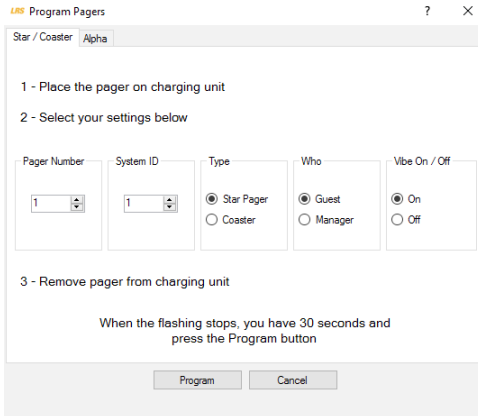 LRS Program Pagers ? ×
Star / Coaster Alpha
1 - Place the pager on charging unit
2 - Select your settings below
Pager Number System ID Type Who Vibe On / Off
1 1 Star Pager Guest On
Coaster Manager Off
3 - Remove pager from charging unit
When the flashing stops, you have 30 seconds and
press the Program button
Program Cancel